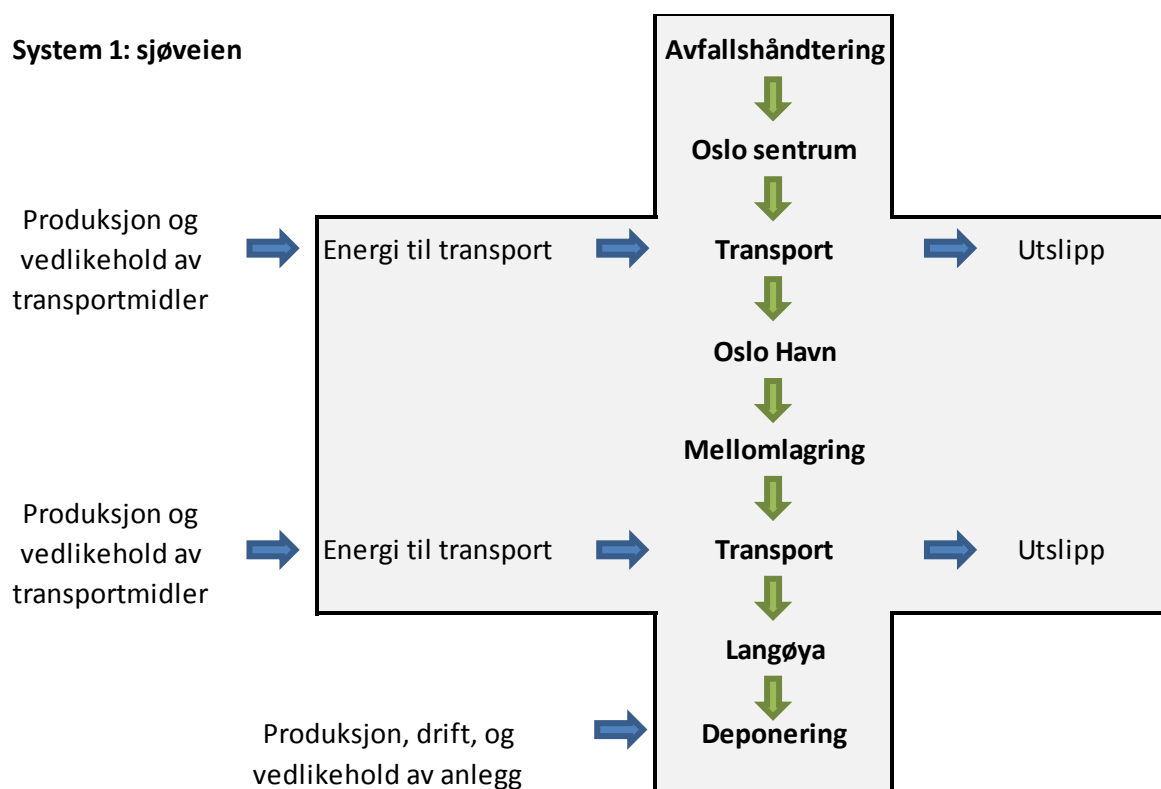 System 1: sjøveien
Avfallshåndtering
Oslo sentrum
Produksjon og
vedlikehold av
transportmidler
Energi til transport
Transport
Utslipp
Oslo Havn
Mellomlagring
Produksjon og
vedlikehold av
transportmidler
Energi til transport
Transport
Utslipp
Langøya
Produksjon, drift, og
vedlikehold av anlegg
Deponering